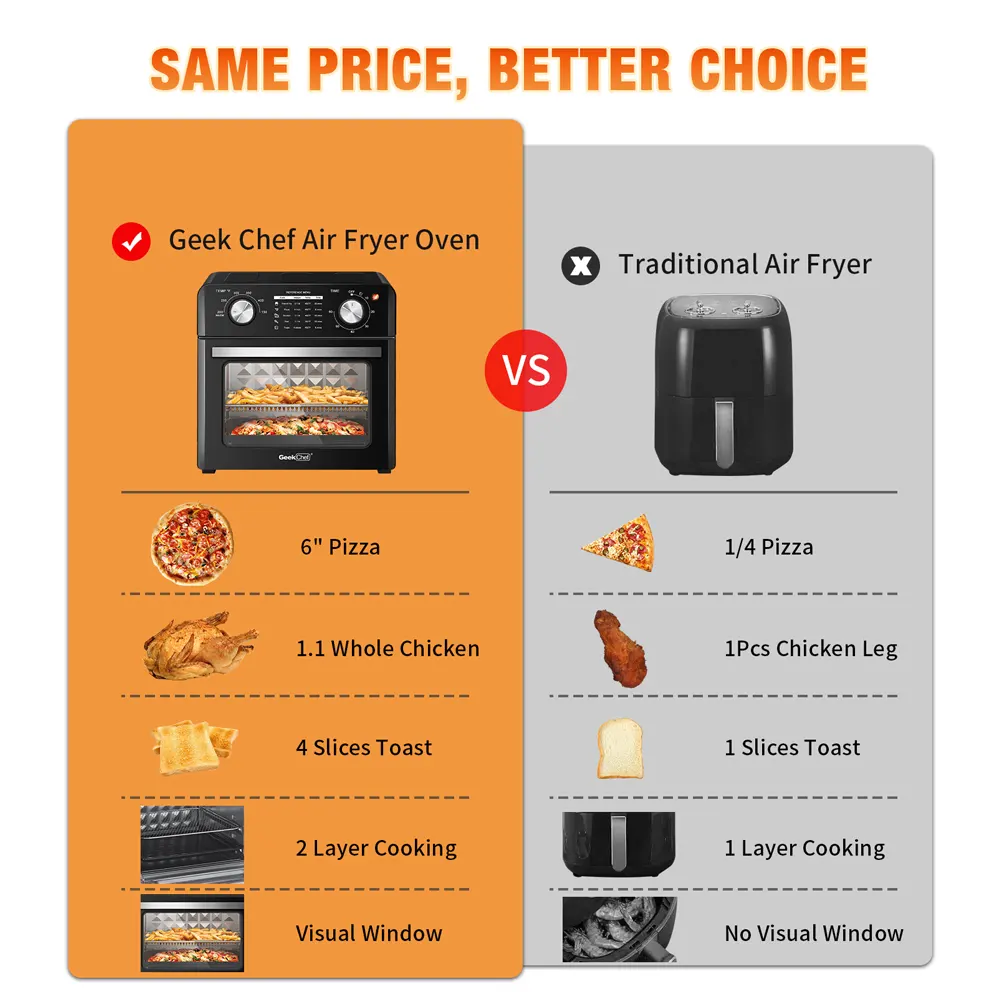 SAME PRICE, BETTER CHOICE
Geek Chef Air Fryer Oven
GeekChef
6" Pizza
1.1 Whole Chicken
4 Slices Toast
2 Layer Cooking
Visual Window
VS
Traditional Air Fryer
1/4 Pizza
1Pcs Chicken Leg
1 Slices Toast
1 Layer Cooking
No Visual Window